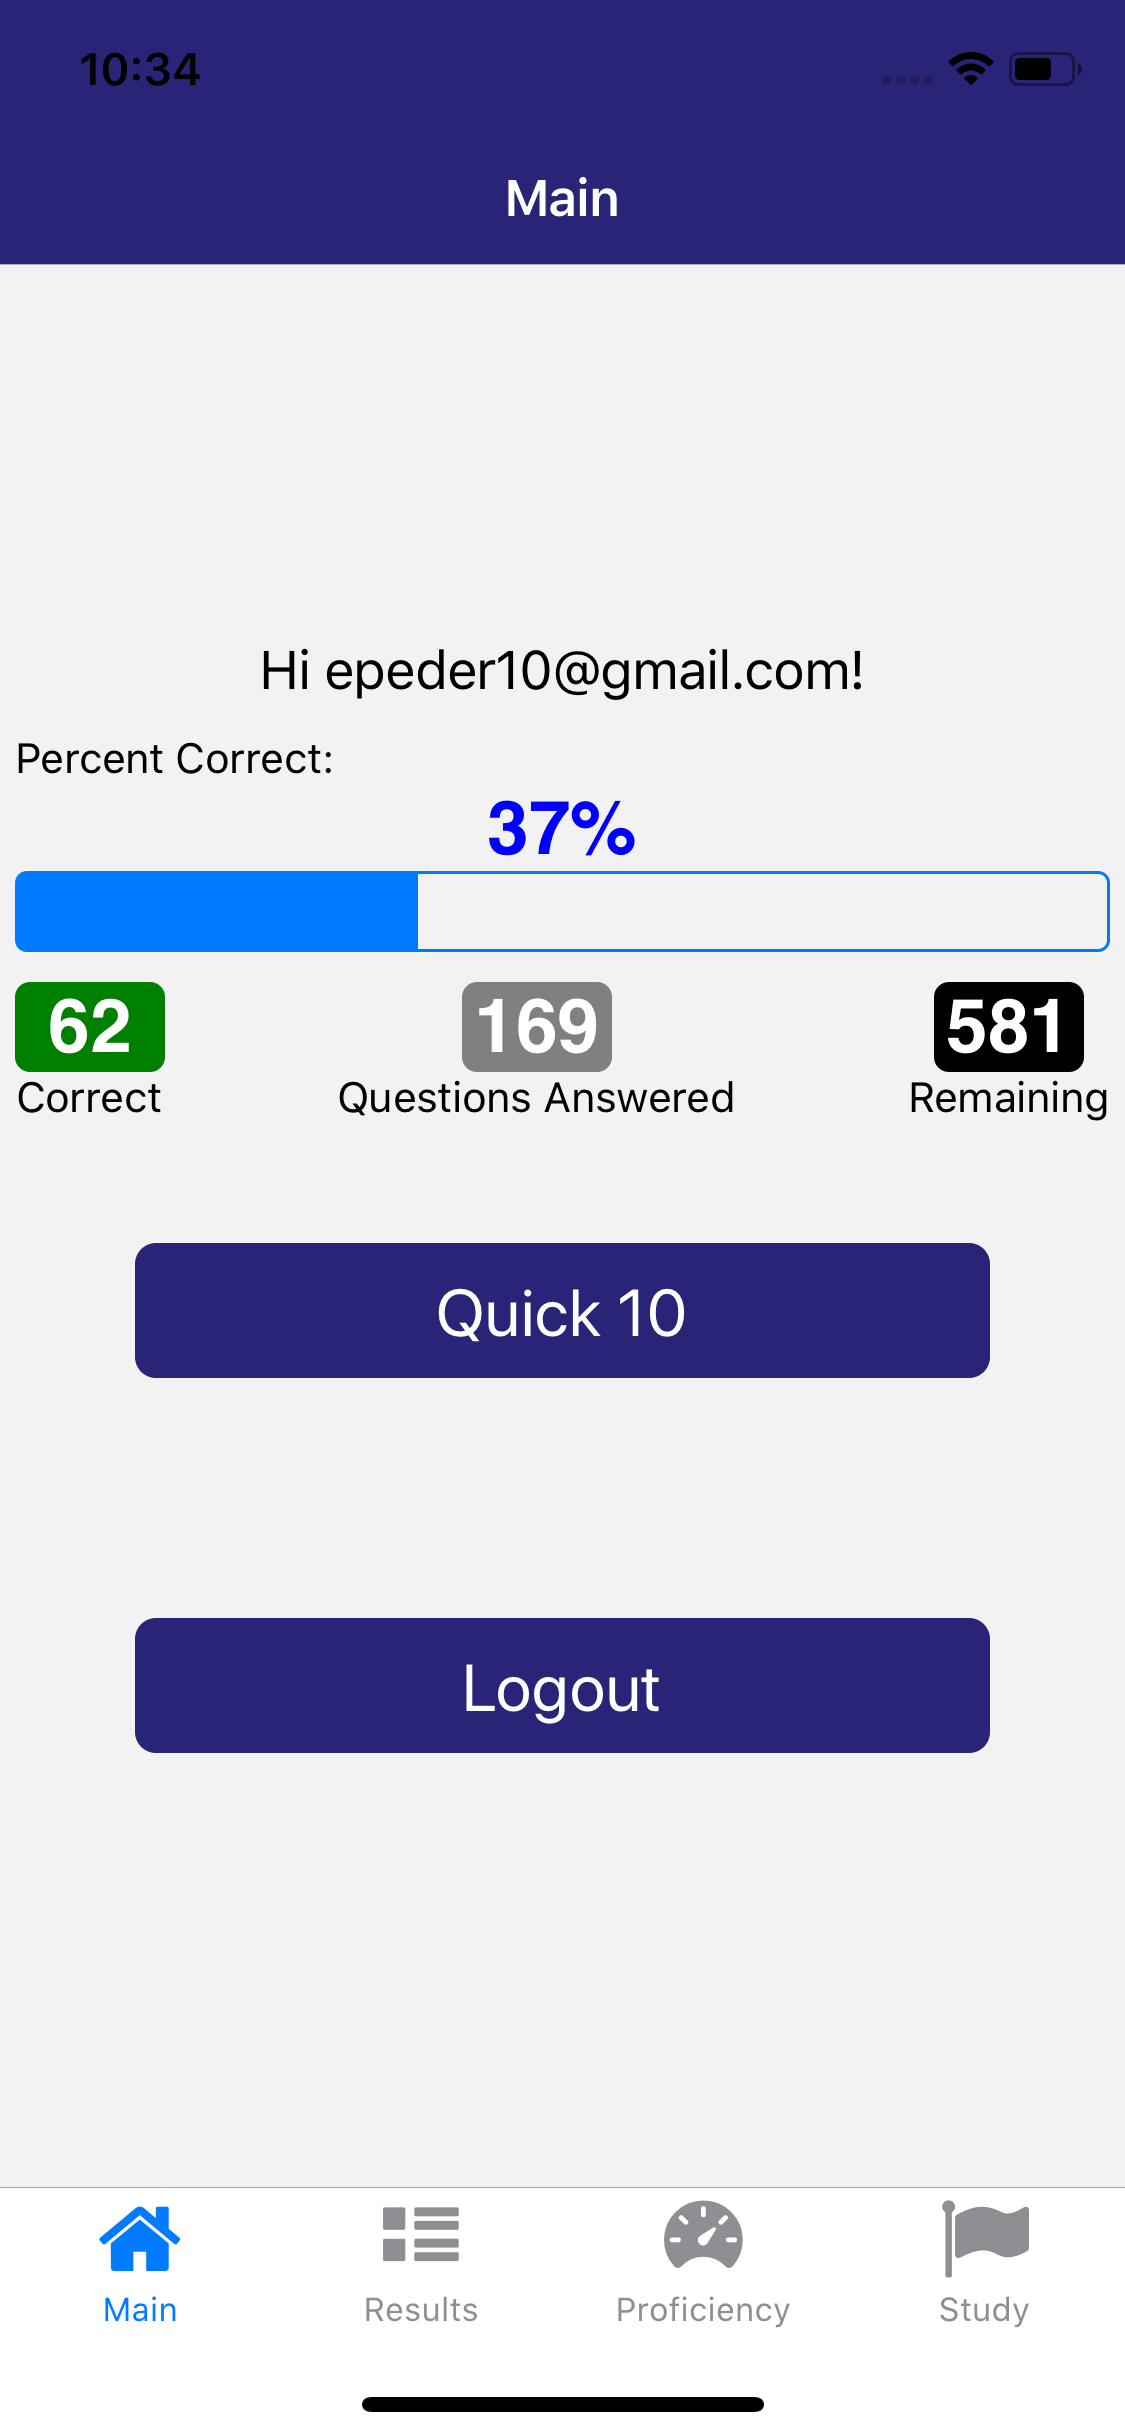 10:34
Main
Hi epeder10@gmail.com!
Percent Correct:
37%
62
169
581
Correct
Questions Answered
Remaining
Quick 10
Logout
Main
Results
Proficiency
Study